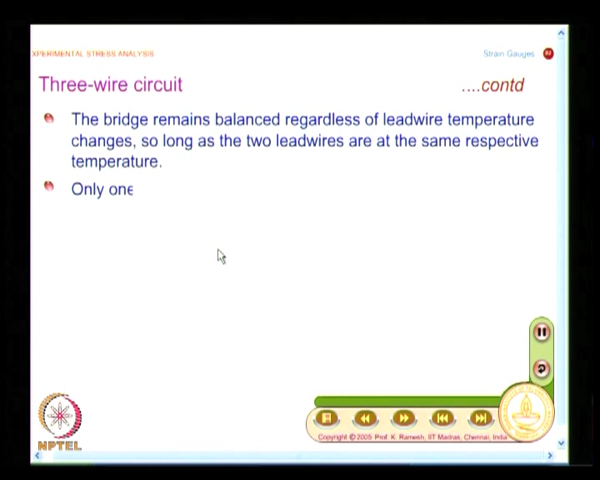 XPERIMENTAL STRESS ANALYSIS
Strain Gauges
Three-wire circuit
....contd
The bridge remains balanced regardless of leadwire temperature
changes, so long as the two leadwires are at the same respective
temperature.
Only one
Copyright © 2005 Prof. K. Ramesh, IIT Madras, Chennai, India
NPTEL